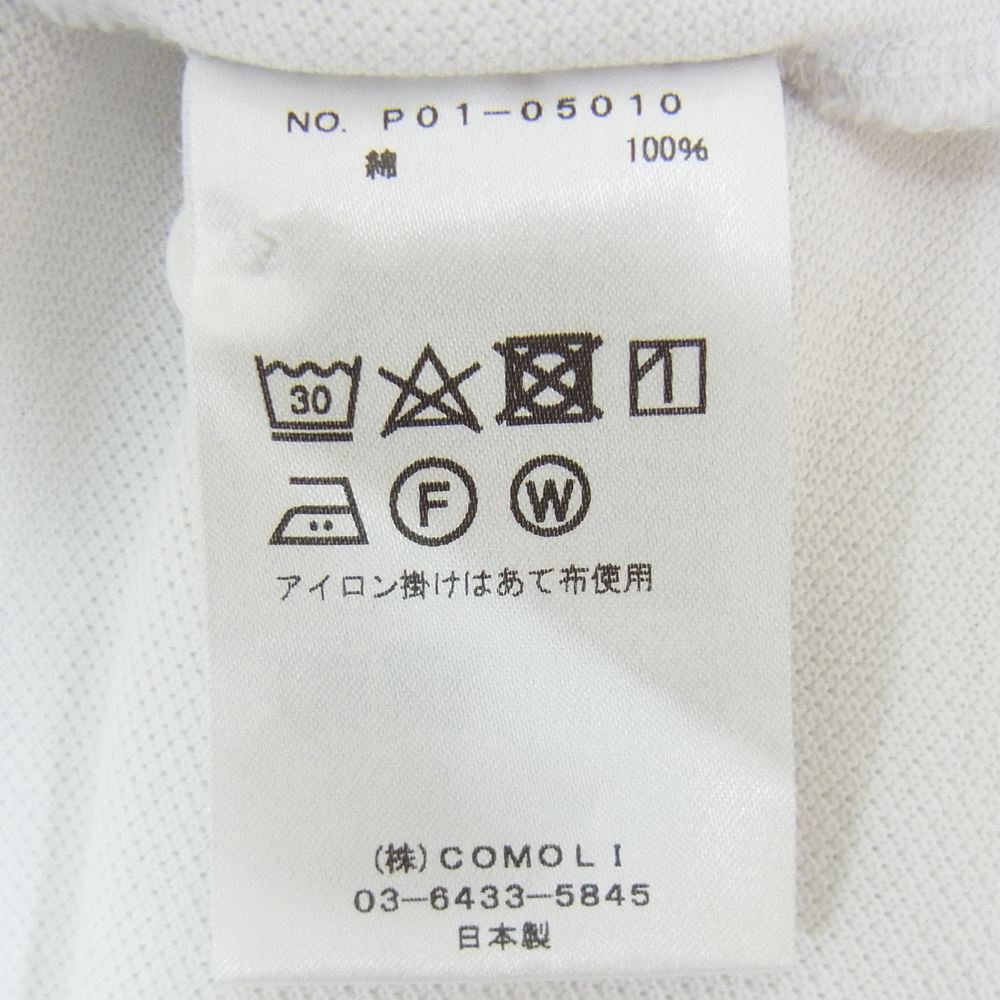 NO. P01-05010
綿 100%
30
F W
アイロン掛けはあて布使用
(株)COMOLI
03-6433-5845
日本製